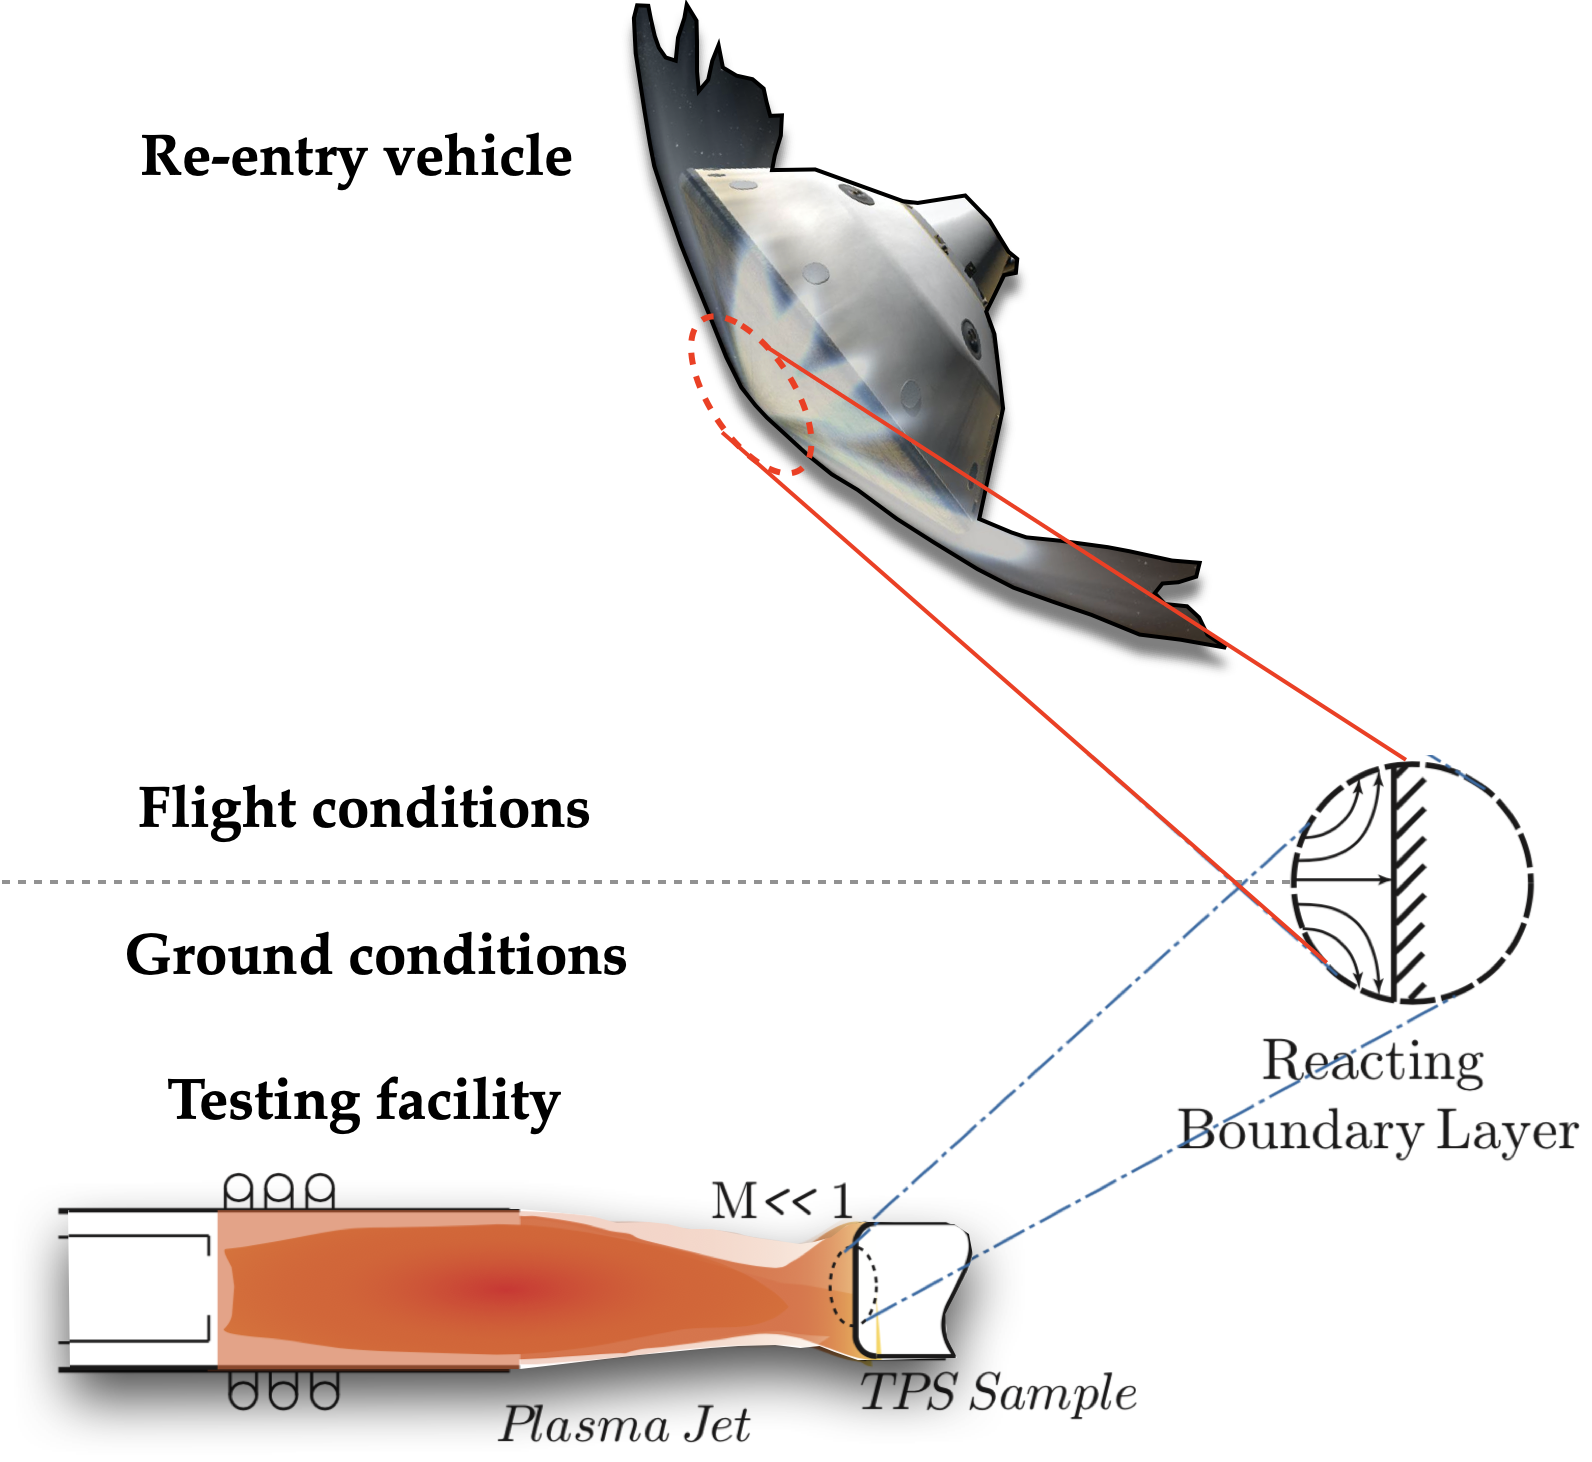 Re-entry vehicle
Flight conditions
Ground conditions
Reacting
Boundary Layer
Testing facility
M<< 1
TPS Sample
Plasma Jet